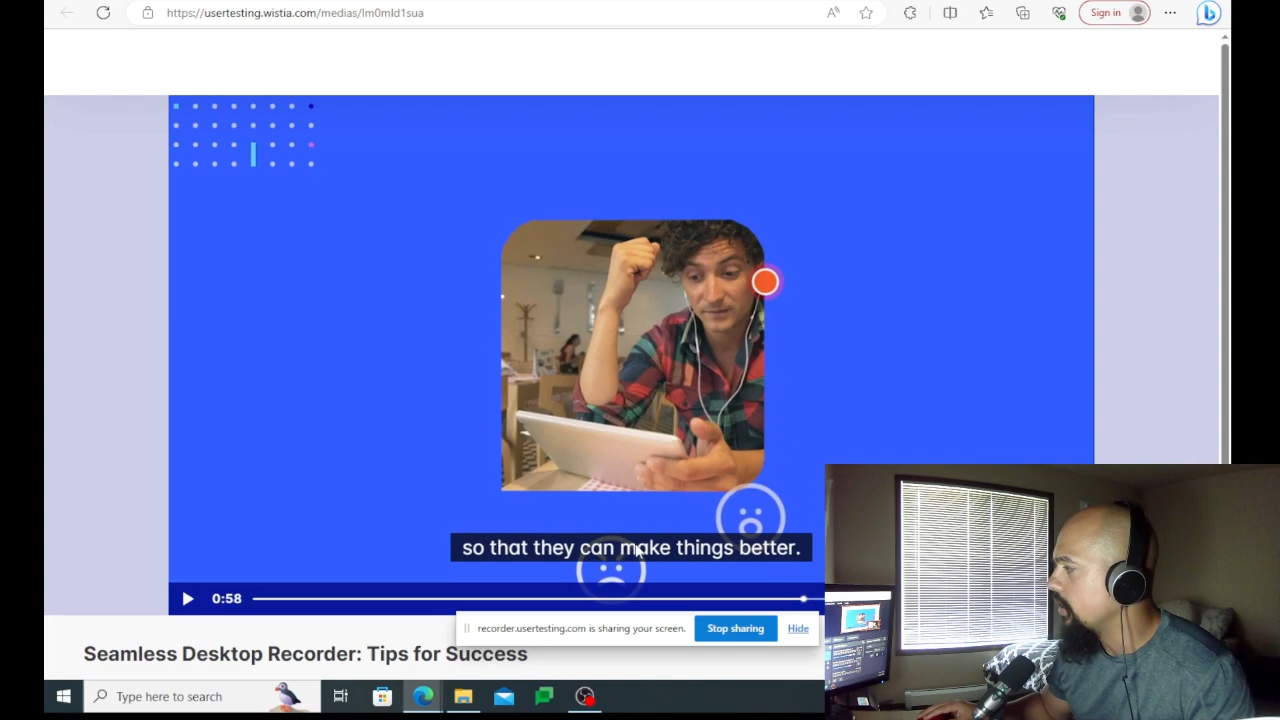 https://usertesting.wistia.com/medias/lm0mld1sua
Sign in
so that they can make things better.
0:58
recorder.usertesting.com is sharing your screen.
Stop sharing
Hide
Seamless Desktop Recorder: Tips for Success
Type here to search